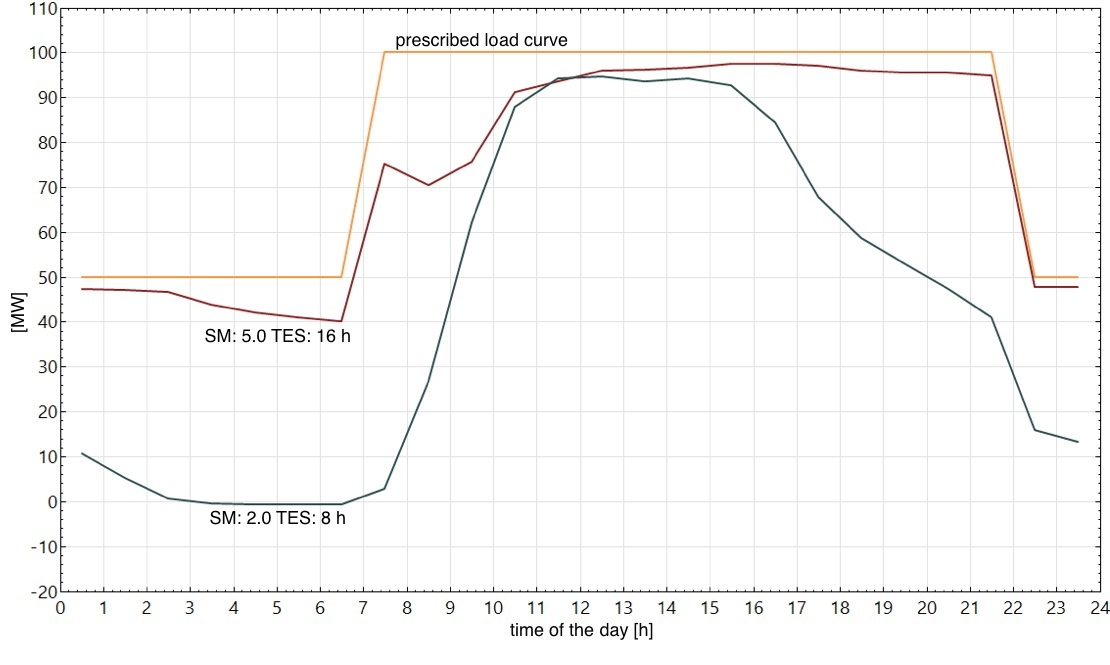 110
100
prescribed load curve
90
80
70
60
50
40
SM: 5.0 TES: 16 h
30
20
10
0
SM: 2.0 TES: 8 h
-10
-20
[MW]
0 1 2 3 4 5 6 7 8 9 10 11 12 13 14 15 16 17 18 19 20 21 22 23 24
time of the day [h]